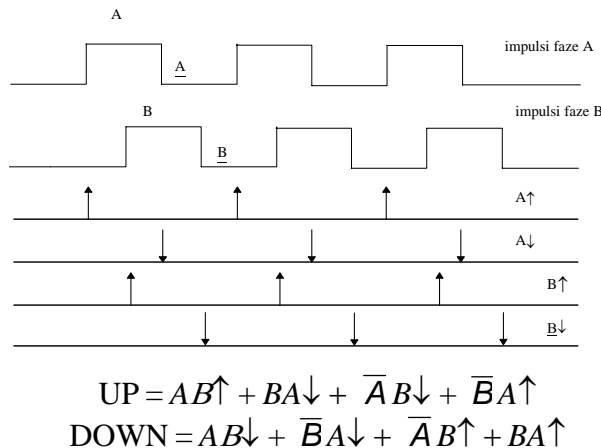 A
impulsi faze A
A
impulsi faze B
B
B
A↑
A↓
B↑
B↓
UP = AB↑ + BA↓ + A̅B↓ + B̅A↑
DOWN = AB↓ + B̅A↓ + A̅B↑ + BA↑